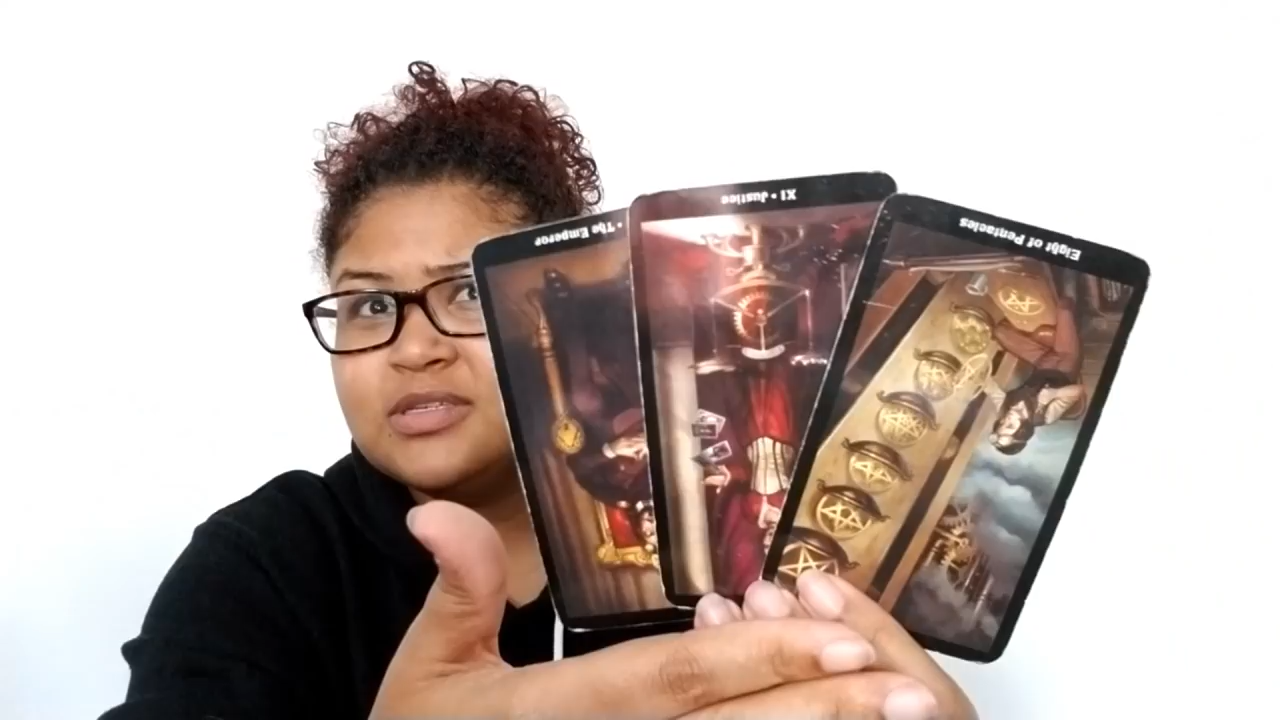 • The Emperor
XI • Justice
Eight of Pentacles